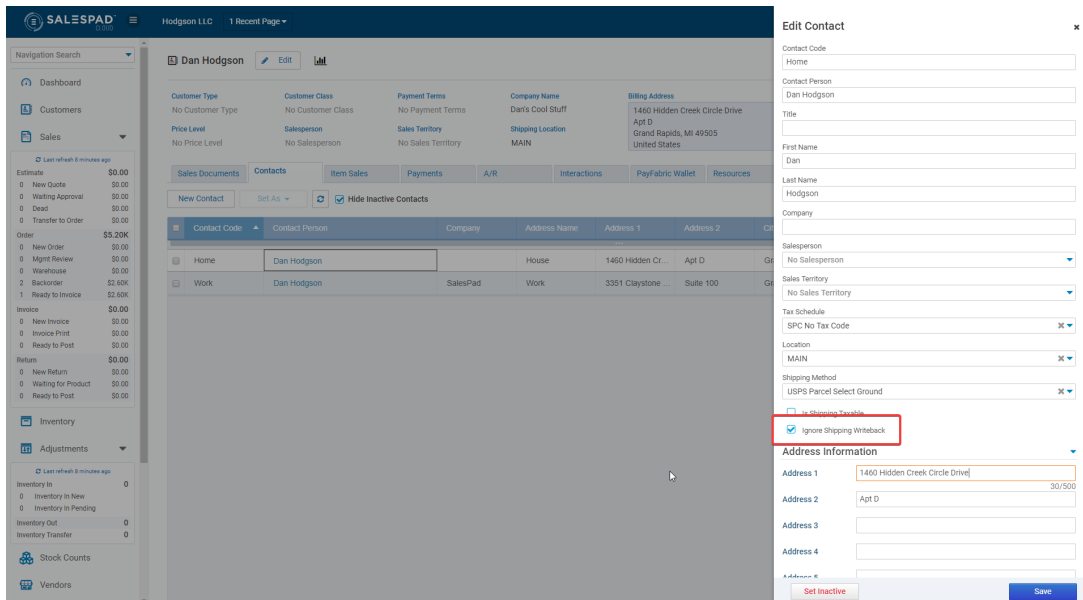 SALESPAD
CLOUD
Hodgson LLC 1 Recent Page
Navigation Search
Dashboard
Customers
Sales
Last refresh 8 minutes ago
Estimate $0.00
0 New Quote $0.00
0 Waiting Approval $0.00
0 Dead $0.00
0 Transfer to Order $0.00
Order $5.20K
0 New Order $0.00
0 Mgmt Review $0.00
0 Warehouse $0.00
2 Backorder $2.60K
1 Ready to Invoice $2.60K
Invoice $0.00
0 New Invoice $0.00
0 Invoice Print $0.00
0 Ready to Post $0.00
Return $0.00
0 New Return $0.00
0 Waiting for Product $0.00
0 Ready to Post $0.00
Inventory
Adjustments
Last refresh 8 minutes ago
Inventory In 0
0 Inventory In New
0 Inventory In Pending
Inventory Out 0
Inventory Transfer 0
Stock Counts
Vendors
Dan Hodgson Edit
Customer Type Customer Class Payment Terms Company Name Billing Address
No Customer Type No Customer Class No Payment Terms Dan's Cool Stuff
1460 Hidden Creek Circle Drive
Apt D
Grand Rapids, MI 49505
United States
Price Level Salesperson Sales Territory Shipping Location
No Price Level No Salesperson No Sales Territory MAIN
Sales Documents Contacts Item Sales Payments A/R Interactions PayFabric Wallet Resources
New Contact Set As Hide Inactive Contacts
Contact Code Contact Person Company Address Name Address 1 Address 2
Home Dan Hodgson House 1460 Hidden Cr... Apt D
Work Dan Hodgson SalesPad Work 3351 Claystone ... Suite 100
Edit Contact
Contact Code
Home
Contact Person
Dan Hodgson
Title
First Name
Dan
Last Name
Hodgson
Company
Salesperson
No Salesperson
Sales Territory
No Sales Territory
Tax Schedule
SPC No Tax Code
Location
MAIN
Shipping Method
USPS Parcel Select Ground
Is Shipping Taxable
Ignore Shipping Writeback
Address Information
Address 1 1460 Hidden Creek Circle Drive
30/500
Address 2 Apt D
Address 3
Address 4
Address 5
Set Inactive Save